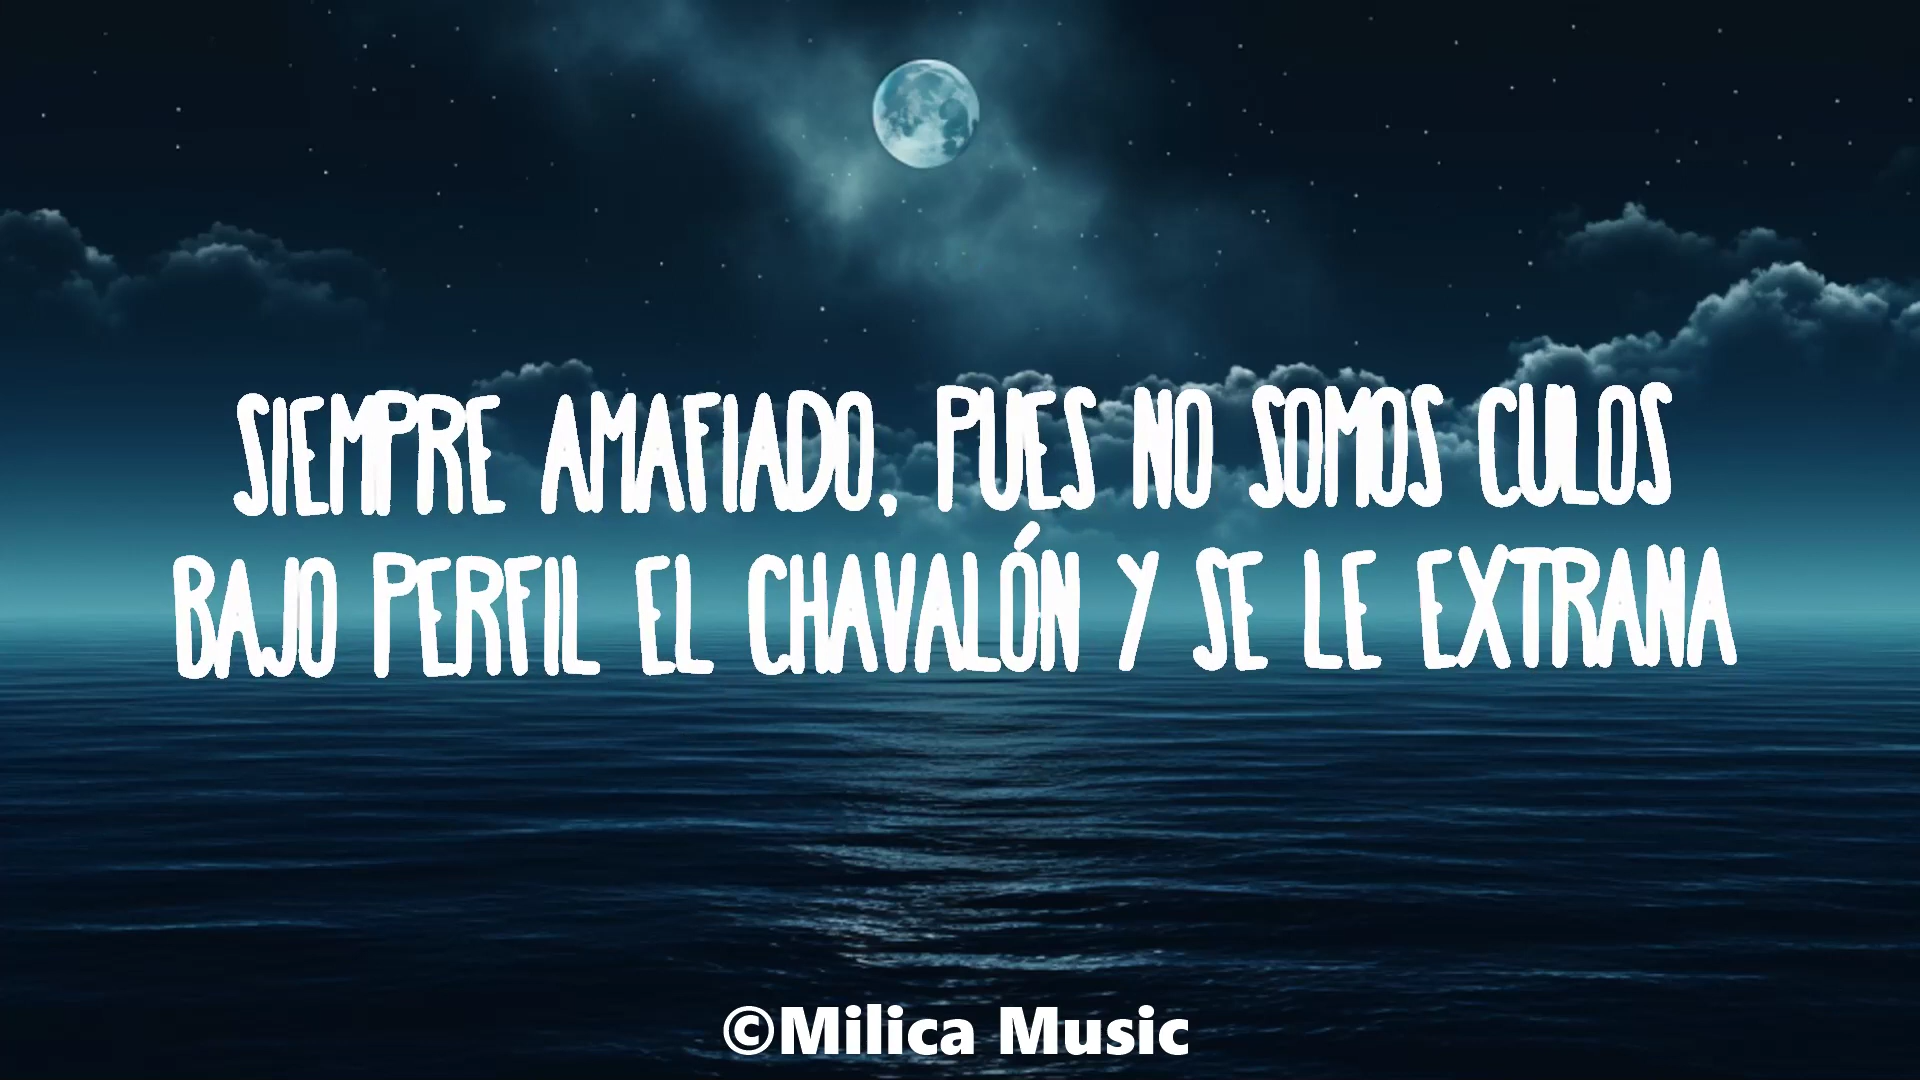 SIEMPRE AMAFIADO, PUES NO SOMOS CULOS
BAJO PERFIL EL CHAVALÓN Y SE LE EXTRANA
©Milica Music